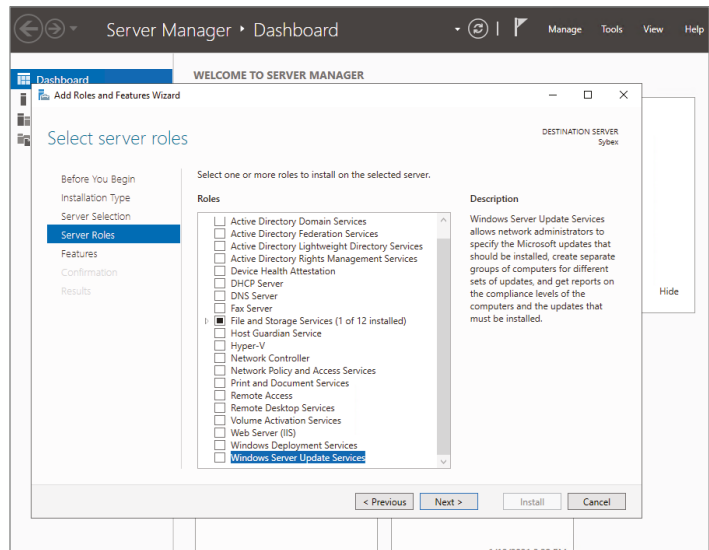 Server Manager • Dashboard
Manage Tools View Help
Dashboard
WELCOME TO SERVER MANAGER
Add Roles and Features Wizard
Select server roles
DESTINATION SERVER
Sybex
Before You Begin
Installation Type
Server Selection
Server Roles
Features
Confirmation
Results
Select one or more roles to install on the selected server.
Roles
Active Directory Domain Services
Active Directory Federation Services
Active Directory Lightweight Directory Services
Active Directory Rights Management Services
Device Health Attestation
DHCP Server
DNS Server
Fax Server
File and Storage Services (1 of 12 installed)
Host Guardian Service
Hyper-V
Network Controller
Network Policy and Access Services
Print and Document Services
Remote Access
Remote Desktop Services
Volume Activation Services
Web Server (IIS)
Windows Deployment Services
Windows Server Update Services
Description
Windows Server Update Services
allows network administrators to
specify the Microsoft updates that
should be installed, create separate
groups of computers for different
sets of updates, and get reports on
the compliance levels of the
computers and the updates that
must be installed.
Hide
< Previous Next > Install Cancel